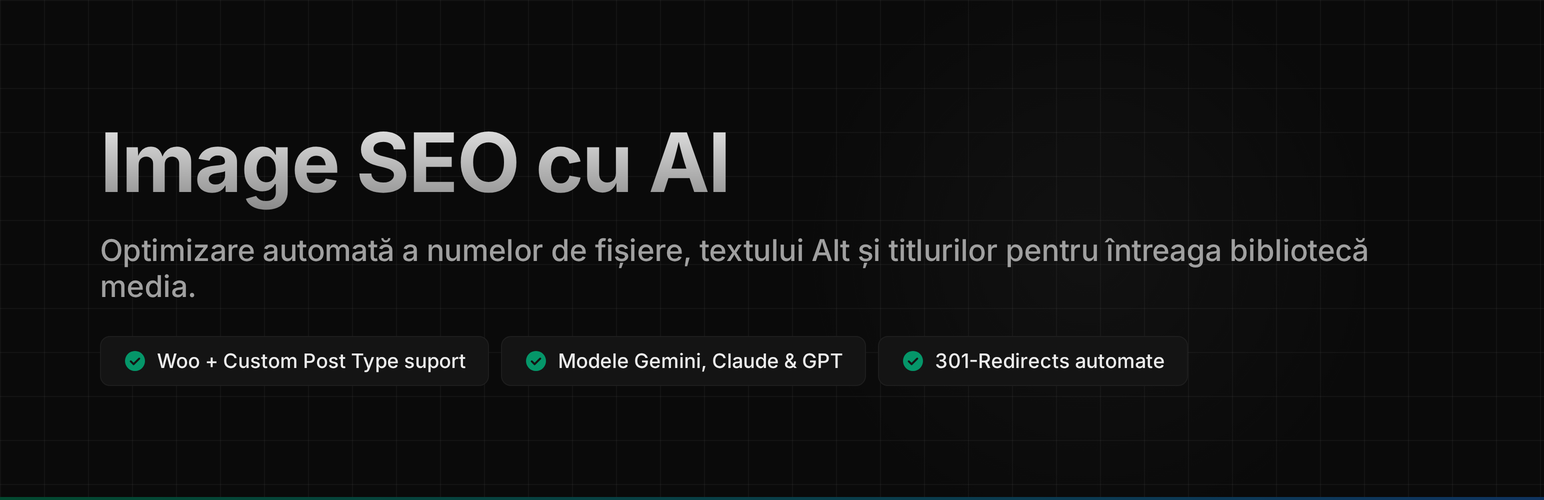 Image SEO cu AI
Optimizare automată a numelor de fișiere, textului Alt și titlurilor pentru întreaga bibliotecă
media.
Woo + Custom Post Type suport
Modele Gemini, Claude & GPT
301-Redirects automate